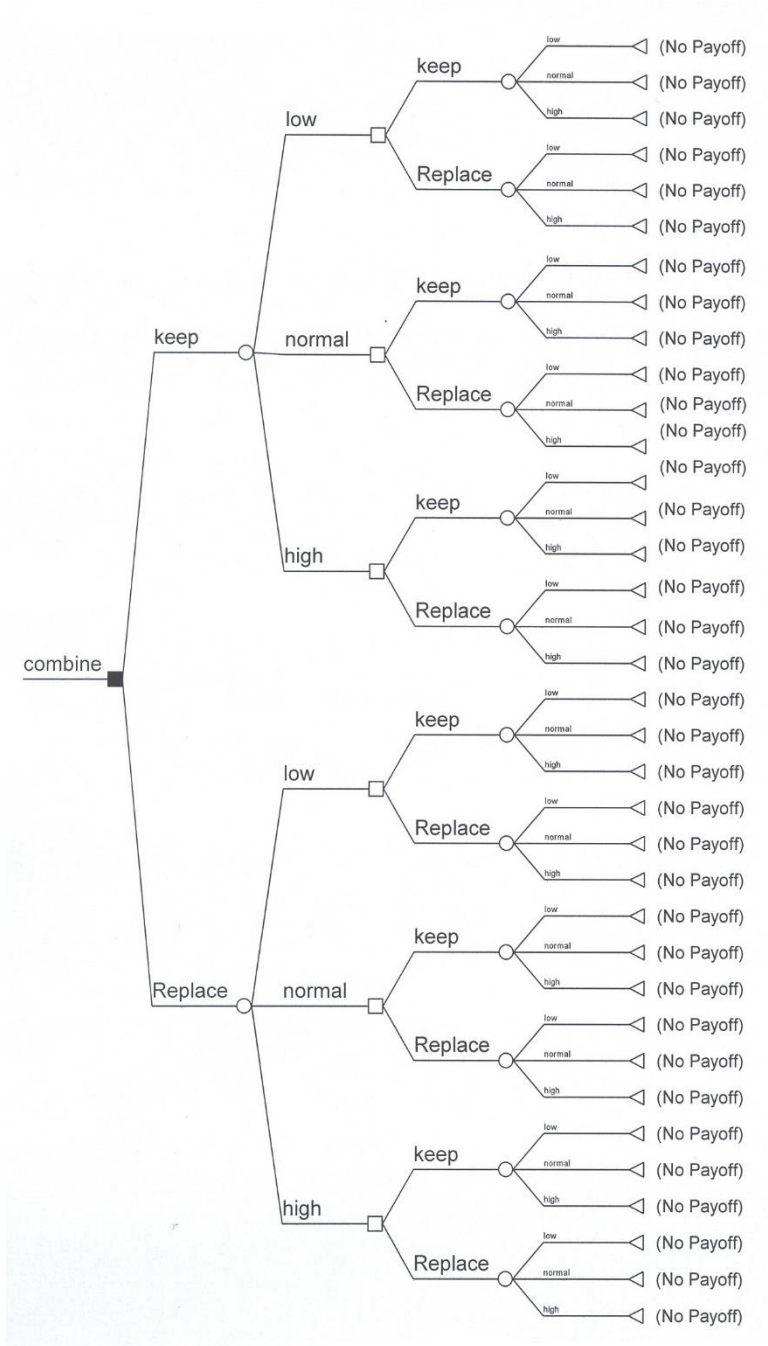 low (No Payoff)
keep
normal (No Payoff)
high (No Payoff)
low
low (No Payoff)
Replace
normal (No Payoff)
high (No Payoff)
low (No Payoff)
keep
normal (No Payoff)
keep
normal
high (No Payoff)
low (No Payoff)
Replace
normal (No Payoff)
high (No Payoff)
low (No Payoff)
keep
normal (No Payoff)
high (No Payoff)
high
low (No Payoff)
Replace
normal (No Payoff)
high (No Payoff)
combine
low (No Payoff)
keep
normal (No Payoff)
high (No Payoff)
low
low (No Payoff)
Replace
normal (No Payoff)
high (No Payoff)
low (No Payoff)
keep
normal (No Payoff)
Replace
normal
high (No Payoff)
low (No Payoff)
Replace
normal (No Payoff)
high (No Payoff)
low (No Payoff)
keep
normal (No Payoff)
high (No Payoff)
high
low (No Payoff)
Replace
normal (No Payoff)
high (No Payoff)